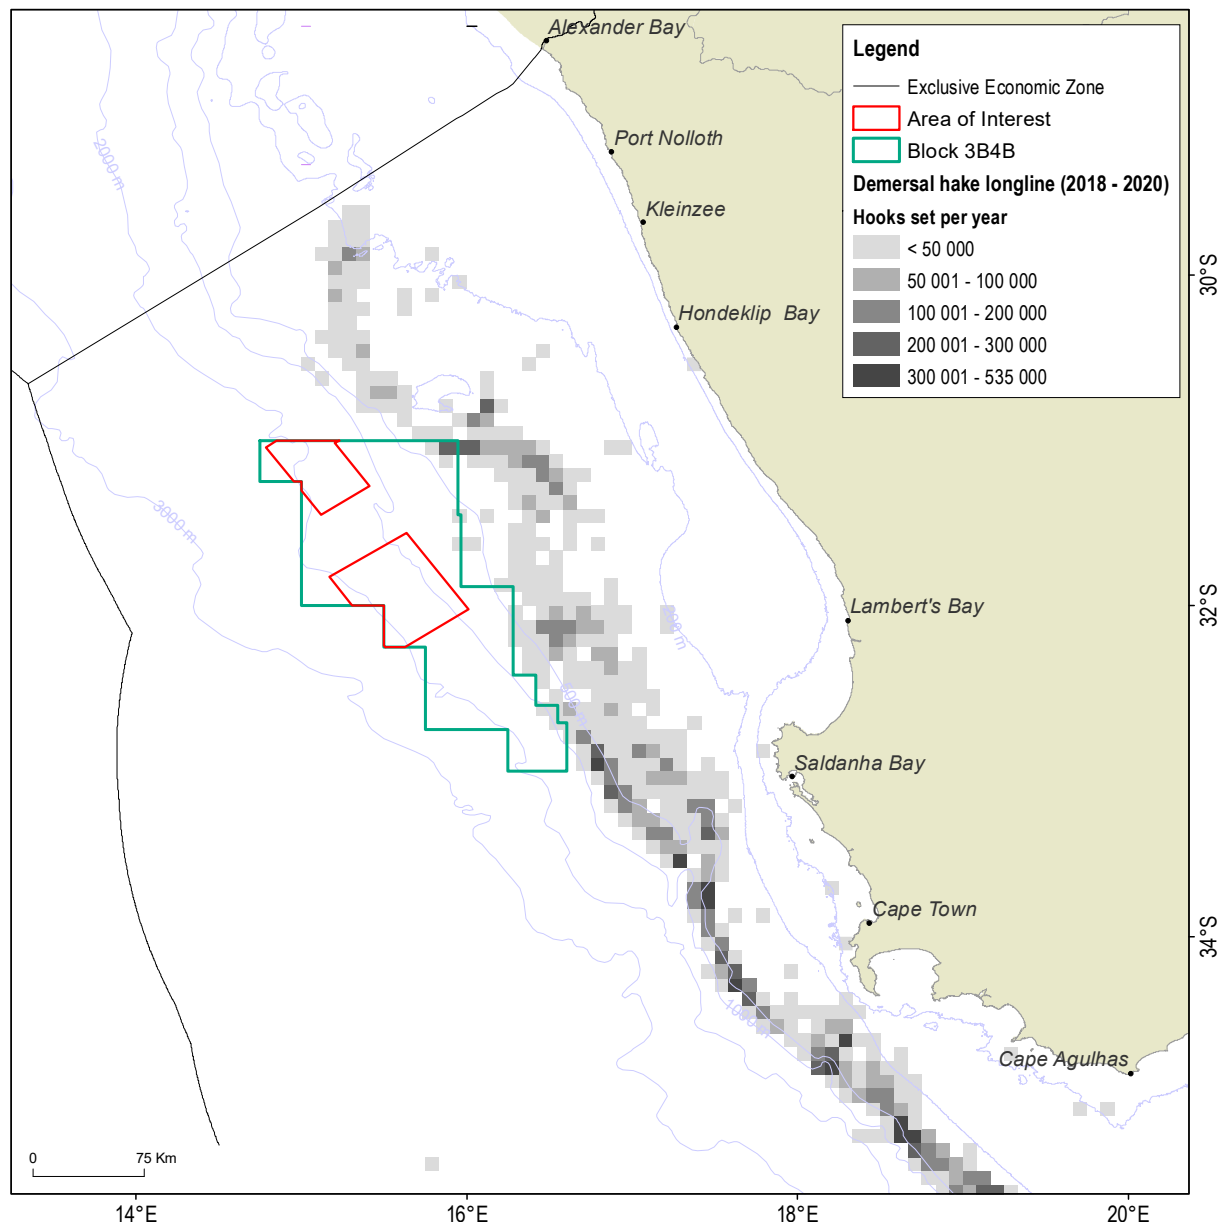 Alexander Bay
Port Nolloth
Kleinzee
Hondeklip Bay
Lambert's Bay
Saldanha Bay
Cape Town
Cape Agulhas
Legend
Exclusive Economic Zone
Area of Interest
Block 3B4B
Demersal hake longline (2018 - 2020)
Hooks set per year
< 50 000
50 001 - 100 000
100 001 - 200 000
200 001 - 300 000
300 001 - 535 000
2000 m
3000 m
200 m
500 m
1000 m
30°S
32°S
34°S
0 75 Km
14°E
16°E
18°E
20°E